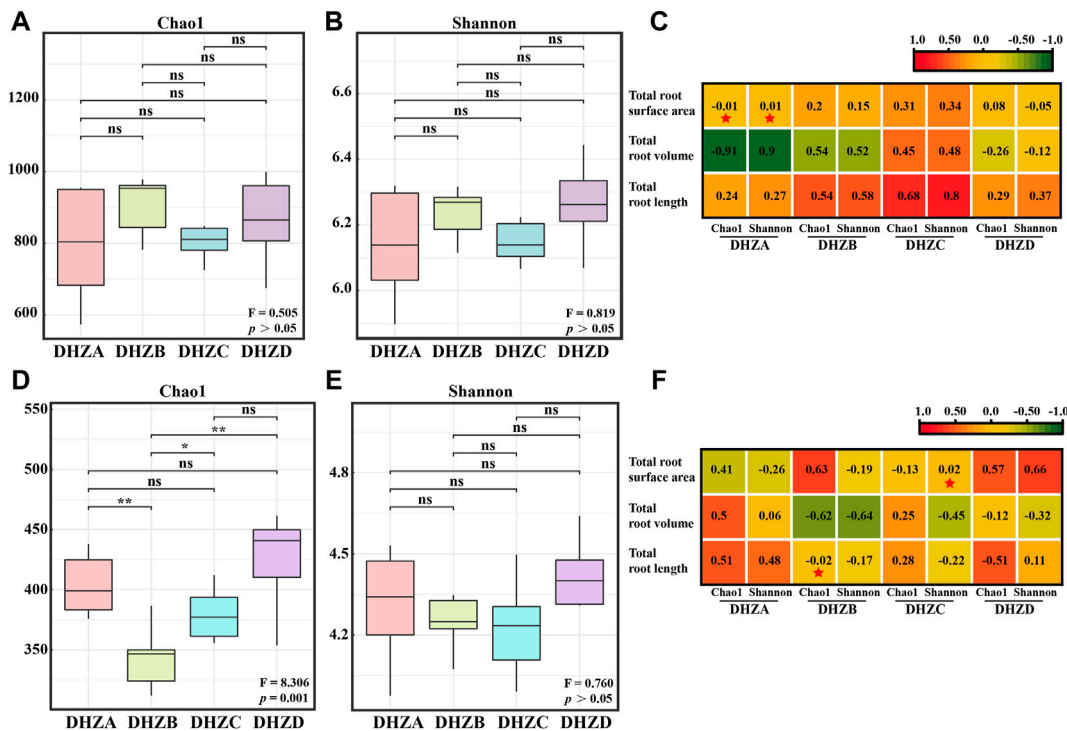 A
Chao1
1200
1000
800
600
ns
ns
ns
ns
ns
ns
F = 0.505
p > 0.05
DHZA DHZB DHZC DHZD
B
Shannon
6.6
6.4
6.2
6.0
ns
ns
ns
ns
ns
ns
F = 0.819
p > 0.05
DHZA DHZB DHZC DHZD
C
1.0 0.50 0.0 -0.50 -1.0
Total root
surface area
-0.01 0.01 0.2 0.15 0.31 0.34 0.08 -0.05
Total
root volume
-0.91 0.9 0.54 0.52 0.45 0.48 -0.26 -0.12
Total
root length
0.24 0.27 0.54 0.58 0.68 0.8 0.29 0.37
Chao1 Shannon Chao1 Shannon Chao1 Shannon Chao1 Shannon
DHZA DHZB DHZC DHZD
D
Chao1
550
500
450
400
350
ns
**
*
ns
ns
**
F = 8.306
p = 0.001
DHZA DHZB DHZC DHZD
E
Shannon
4.8
4.5
4.2
ns
ns
ns
ns
ns
ns
F = 0.760
p > 0.05
DHZA DHZB DHZC DHZD
F
1.0 0.50 0.0 -0.50 -1.0
Total root
surface area
0.41 -0.26 0.63 -0.19 -0.13 0.02 0.57 0.66
Total
root volume
0.5 0.06 -0.62 -0.64 0.25 -0.45 -0.12 -0.32
Total
root length
0.51 0.48 -0.02 -0.17 0.28 -0.22 -0.51 0.11
Chao1 Shannon Chao1 Shannon Chao1 Shannon Chao1 Shannon
DHZA DHZB DHZC DHZD